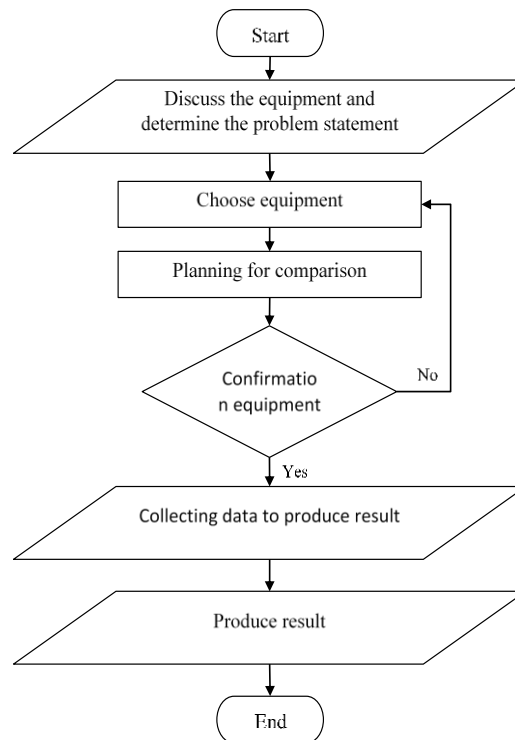 Start
Discuss the equipment and
determine the problem statement
Choose equipment
Planning for comparison
Confirmatio
n equipment
No
Yes
Collecting data to produce result
Produce result
End